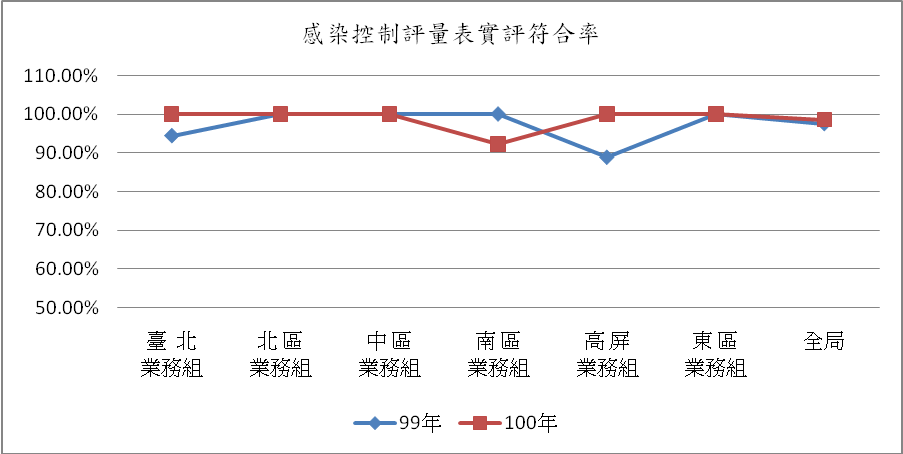 感染控制評量表實評符合率
110.00%
100.00%
90.00%
80.00%
70.00%
60.00%
50.00%
臺北 北區 中區 南區 高屏 東區 全局
業務組 業務組 業務組 業務組 業務組 業務組
99年 100年